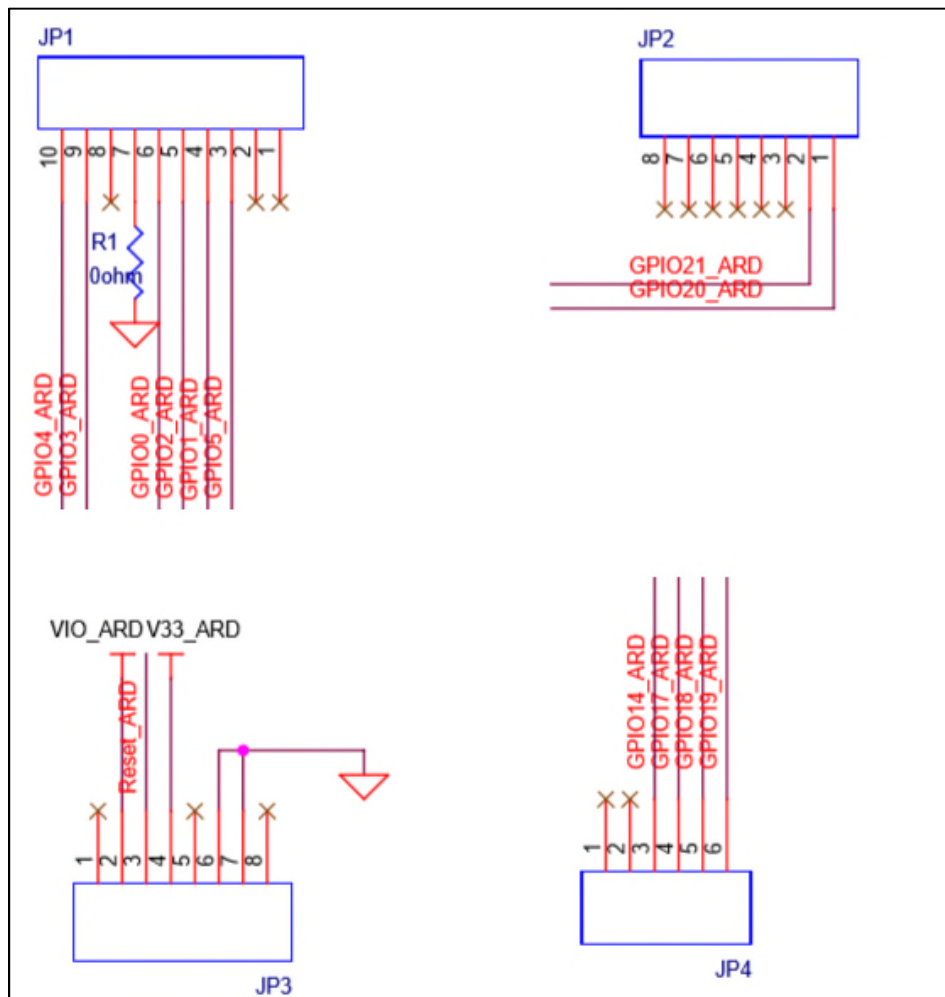 JP1
JP2
10
9
8
7
6
5
4
3
2
1
8
7
6
5
4
3
2
1
R1
0ohm
GPIO21_ARD
GPIO20_ARD
GPIO4_ARD
GPIO3_ARD
GPIO0_ARD
GPIO2_ARD
GPIO1_ARD
GPIO5_ARD
VIO_ARD
V33_ARD
Reset_ARD
GPIO14_ARD
GPIO17_ARD
GPIO18_ARD
GPIO19_ARD
1
2
3
4
5
6
7
8
1
2
3
4
5
6
JP3
JP4